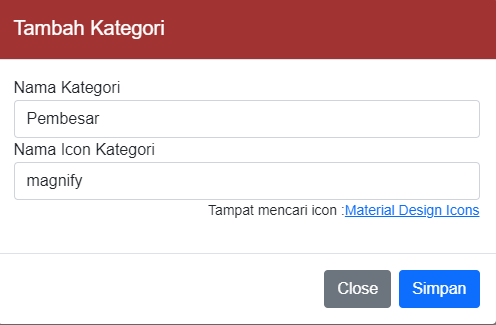 Tambah Kategori
Nama Kategori
Pembesar
Nama Icon Kategori
magnify
Tampat mencari icon :Material Design Icons
Close Simpan